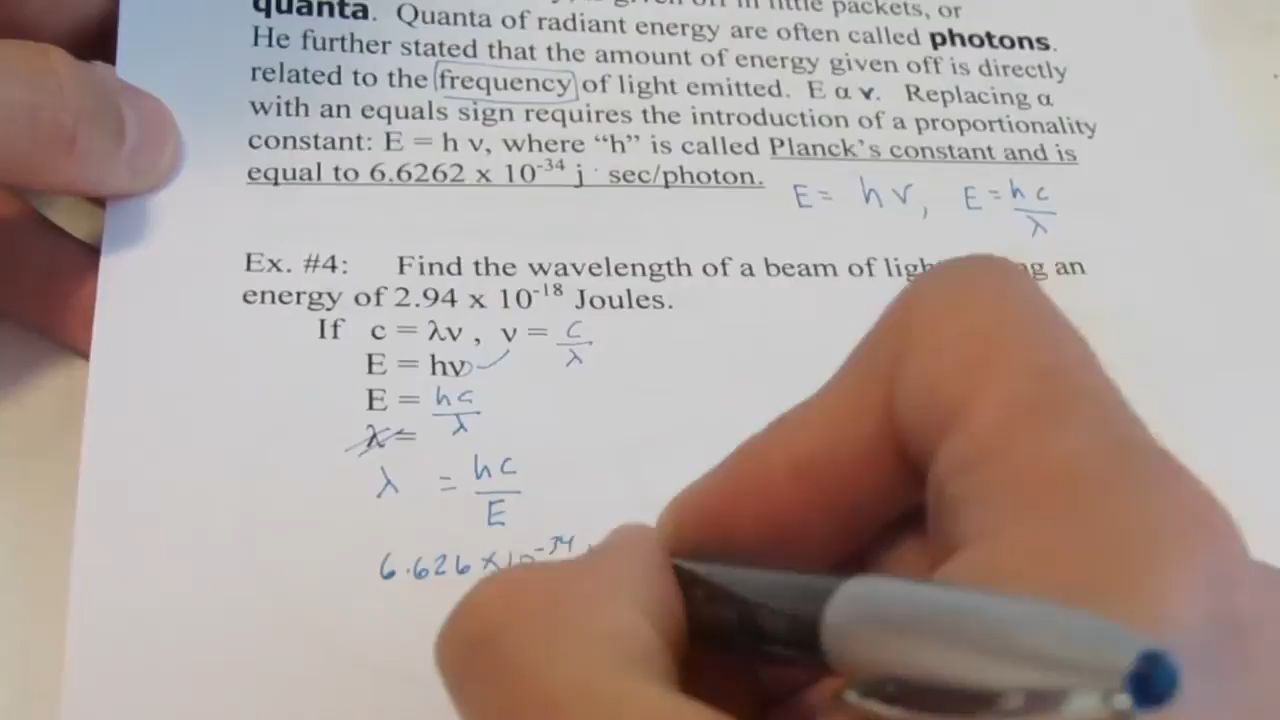 quanta. Quanta of radiant energy are often called photons.
He further stated that the amount of energy given off is directly
related to the frequency of light emitted. E α ν. Replacing α
with an equals sign requires the introduction of a proportionality
constant: E = h ν, where “h” is called Planck’s constant and is
equal to 6.6262 x 10⁻³⁴ j · sec/photon.
E = hν, E = hc/λ
Ex. #4: Find the wavelength of a beam of an
energy of 2.94 x 10⁻¹⁸ Joules.
If c = λν, ν = c/λ
E = hν
E = hc/λ
λ =
λ = hc/E
6.626 x 10⁻³⁴